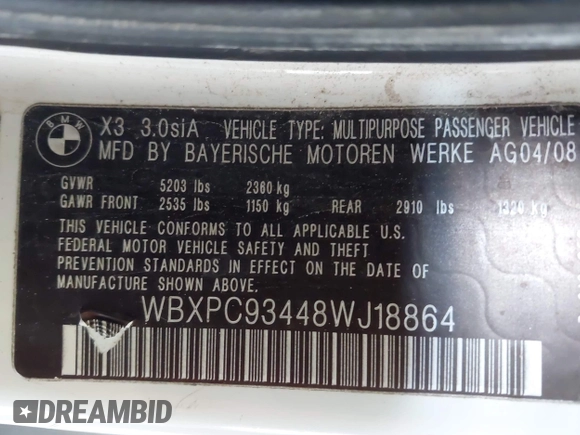 BMW
X3 3.0siA VEHICLE TYPE: MULTIPURPOSE PASSENGER VEHICLE
MFD BY BAYERISCHE MOTOREN WERKE AG04/08
GVWR 5203 lbs 2360 kg
GAWR FRONT 2535 lbs 1150 kg REAR 2910 lbs 1320 kg
THIS VEHICLE CONFORMS TO ALL APPLICABLE U.S.
FEDERAL MOTOR VEHICLE SAFETY AND THEFT
PREVENTION STANDARDS IN EFFECT ON THE DATE
OF MANUFACTURE SHOWN ABOVE.
WBXPC93448WJ18864
DREAMBID